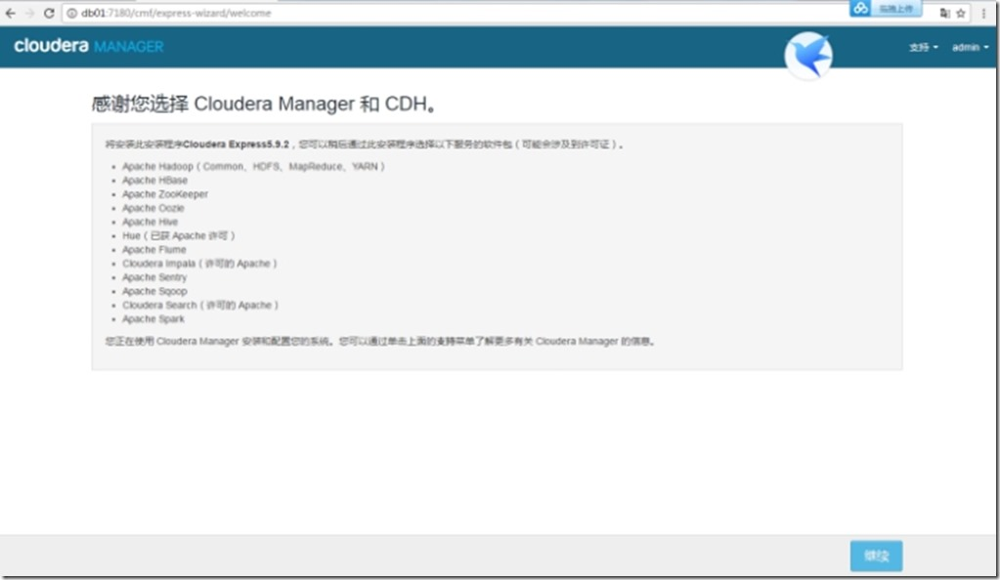 db01:7180/cmf/express-wizard/welcome
拖拽上传
cloudera MANAGER
支持
admin
感谢您选择 Cloudera Manager 和 CDH。
将安装此安装程序Cloudera Express5.9.2，您可以稍后通过此安装程序选择以下服务的软件包（可能会涉及到许可证）。
Apache Hadoop（Common、HDFS、MapReduce、YARN）
Apache HBase
Apache ZooKeeper
Apache Oozie
Apache Hive
Hue（已获 Apache 许可）
Apache Flume
Cloudera Impala（许可的 Apache）
Apache Sentry
Apache Sqoop
Cloudera Search（许可的 Apache）
Apache Spark
您正在使用 Cloudera Manager 安装和配置您的系统。您可以通过单击上面的支持菜单了解更多有关 Cloudera Manager 的信息。
继续